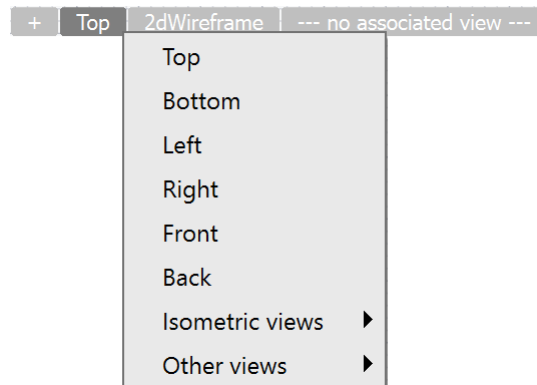 + Top 2dWireframe --- no associated view ---
Top
Bottom
Left
Right
Front
Back
Isometric views
Other views